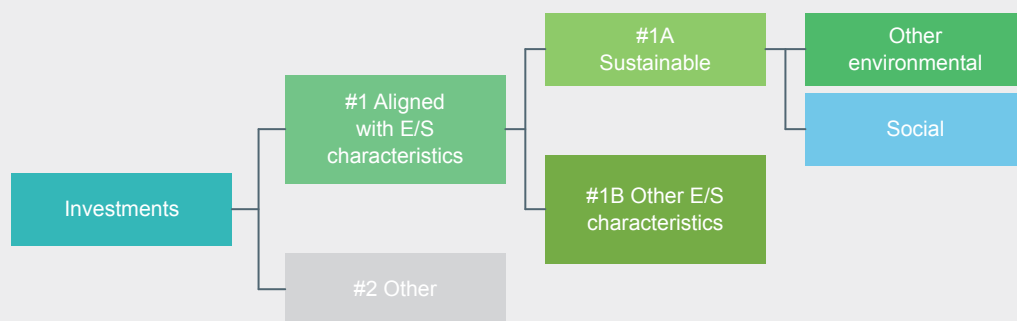 Investments
#1 Aligned
with E/S
characteristics
#2 Other
#1A
Sustainable
#1B Other E/S
characteristics
Other
environmental
Social